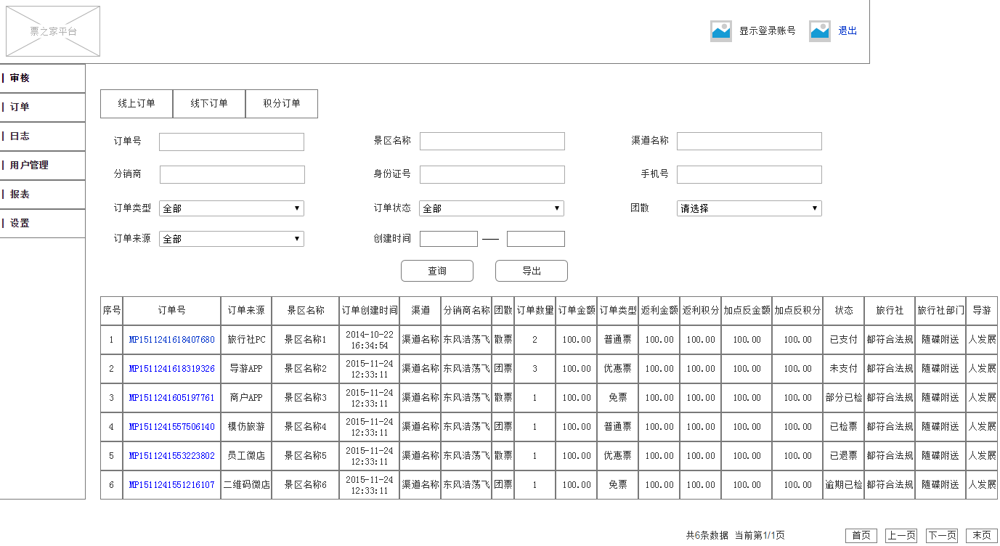 票之家平台
显示登录账号 退出
审核
订单
日志
用户管理
报表
设置
线上订单 线下订单 积分订单
订单号 景区名称 渠道名称
分销商 身份证号 手机号
订单类型 全部 订单状态 全部 团散 请选择
订单来源 全部 创建时间 ——
查询 导出
序号 订单号 订单来源 景区名称 订单创建时间 渠道 分销商名称 团散 订单数量 订单金额 订单类型 返利金额 返利积分 加点反金额 加点反积分 状态 旅行社 旅行社部门 导游
1 MP1511241618407680 旅行社PC 景区名称1 2014-10-22 16:34:54 渠道名称 东风浩荡飞 散票 2 100.00 普通票 100.00 100.00 100.00 100.00 已支付 都符合法规 随碟附送 人发展
2 MP1511241618319326 导游APP 景区名称2 2015-11-24 12:33:11 渠道名称 东风浩荡飞 团票 3 100.00 优惠票 100.00 100.00 100.00 100.00 未支付 都符合法规 随碟附送 人发展
3 MP1511241605197761 商户APP 景区名称3 2015-11-24 12:33:11 渠道名称 东风浩荡飞 散票 1 100.00 免票 100.00 100.00 100.00 100.00 部分已检 都符合法规 随碟附送 人发展
4 MP1511241557506140 模仿旅游 景区名称4 2015-11-24 12:33:11 渠道名称 东风浩荡飞 团票 1 100.00 普通票 100.00 100.00 100.00 100.00 已检票 都符合法规 随碟附送 人发展
5 MP1511241553223802 员工微店 景区名称5 2015-11-24 12:33:11 渠道名称 东风浩荡飞 散票 1 100.00 优惠票 100.00 100.00 100.00 100.00 已退票 都符合法规 随碟附送 人发展
6 MP1511241551216107 二维码微店 景区名称6 2015-11-24 12:33:11 渠道名称 东风浩荡飞 团票 1 100.00 免票 100.00 100.00 100.00 100.00 逾期已检 都符合法规 随碟附送 人发展
共6条数据 当前第1/1页 首页 上一页 下一页 末页